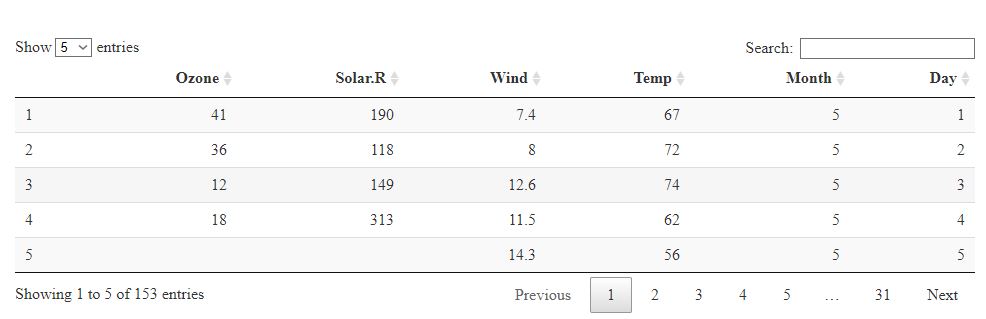 Show 5 entries Search:
Ozone Solar.R Wind Temp Month Day
1 41 190 7.4 67 5 1
2 36 118 8 72 5 2
3 12 149 12.6 74 5 3
4 18 313 11.5 62 5 4
5 14.3 56 5 5
Showing 1 to 5 of 153 entries Previous 1 2 3 4 5 … 31 Next